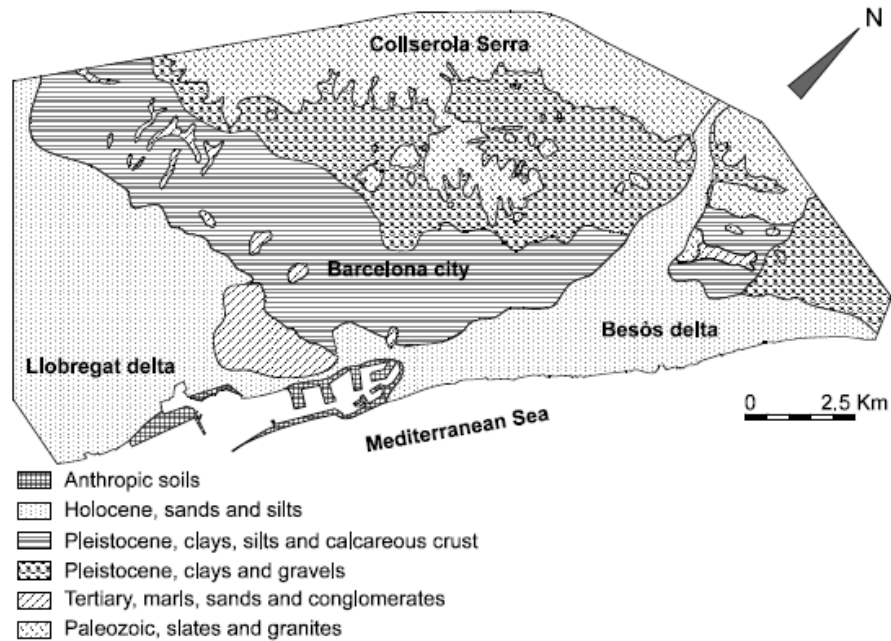 N
Collserola Serra
Barcelona city
Besòs delta
Llobregat delta
Mediterranean Sea
0 2.5 Km
Anthropic soils
Holocene, sands and silts
Pleistocene, clays, silts and calcareous crust
Pleistocene, clays and gravels
Tertiary, marls, sands and conglomerates
Paleozoic, slates and granites